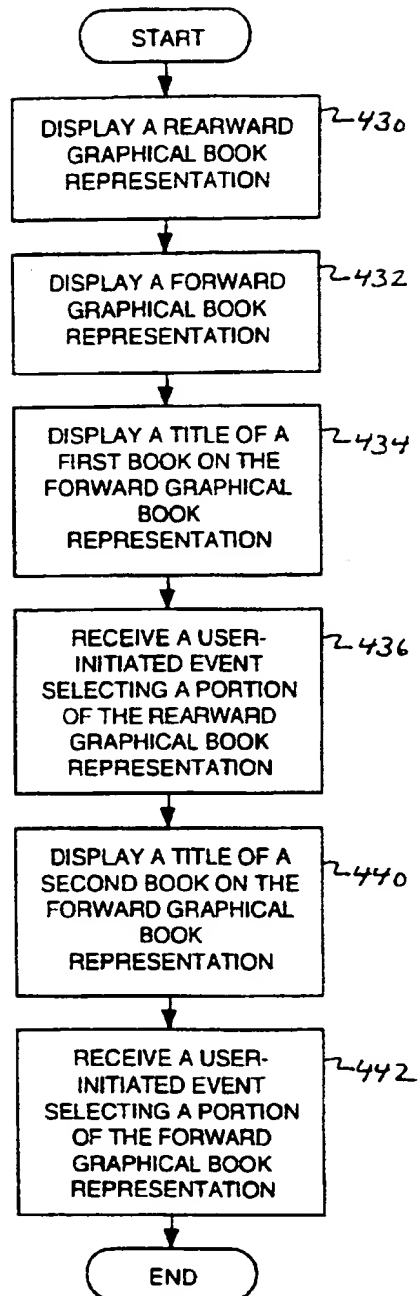 START
DISPLAY A REARWARD
GRAPHICAL BOOK
REPRESENTATION
430
DISPLAY A FORWARD
GRAPHICAL BOOK
REPRESENTATION
432
DISPLAY A TITLE OF A
FIRST BOOK ON THE
FORWARD GRAPHICAL
BOOK
REPRESENTATION
434
RECEIVE A USER-
INITIATED EVENT
SELECTING A PORTION
OF THE REARWARD
GRAPHICAL BOOK
REPRESENTATION
436
DISPLAY A TITLE OF A
SECOND BOOK ON THE
FORWARD GRAPHICAL
BOOK
REPRESENTATION
440
RECEIVE A USER-
INITIATED EVENT
SELECTING A PORTION
OF THE FORWARD
GRAPHICAL BOOK
REPRESENTATION
442
END